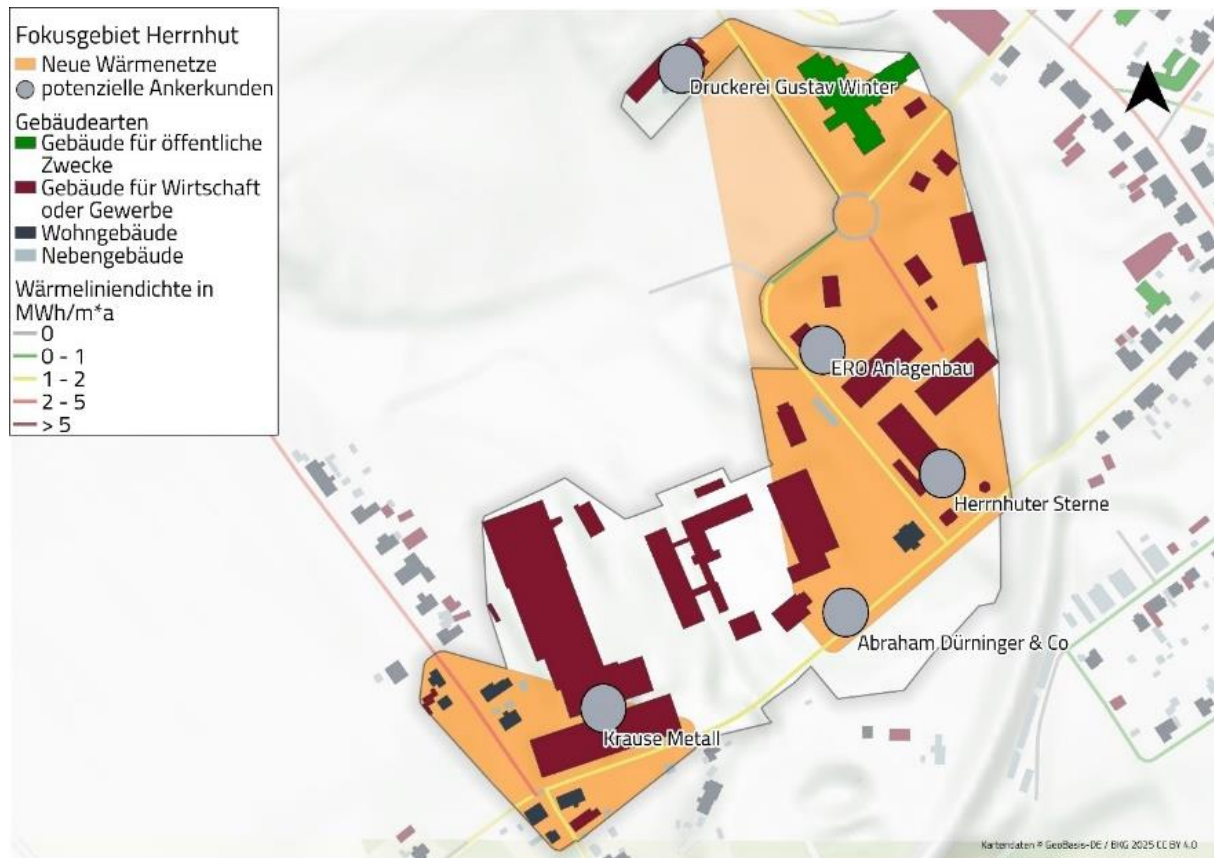 Fokusgebiet Herrnhut
Neue Wärmenetze
potenzielle Ankerkunden
Gebäudearten
Gebäude für öffentliche
Zwecke
Gebäude für Wirtschaft
oder Gewerbe
Wohngebäude
Nebengebäude
Wärmeliniendichte in
MWh/m*a
0
0 - 1
1 - 2
2 - 5
> 5
Druckerei Gustav Winter
ERO Anlagenbau
Herrnhuter Sterne
Abraham Dürninger & Co
Krause Metall
Kartendaten © GeoBasis-DE / BKG 2025 CC BY 4.0